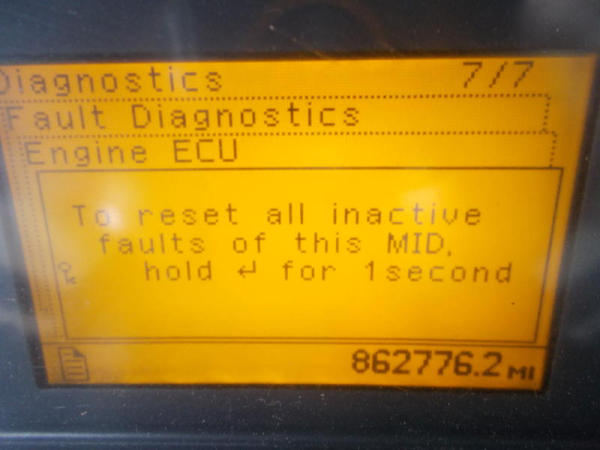 Diagnostics 7/7
Fault Diagnostics
Engine ECU
To reset all inactive
faults of this MID,
hold ↵ for 1second
862776.2 MI